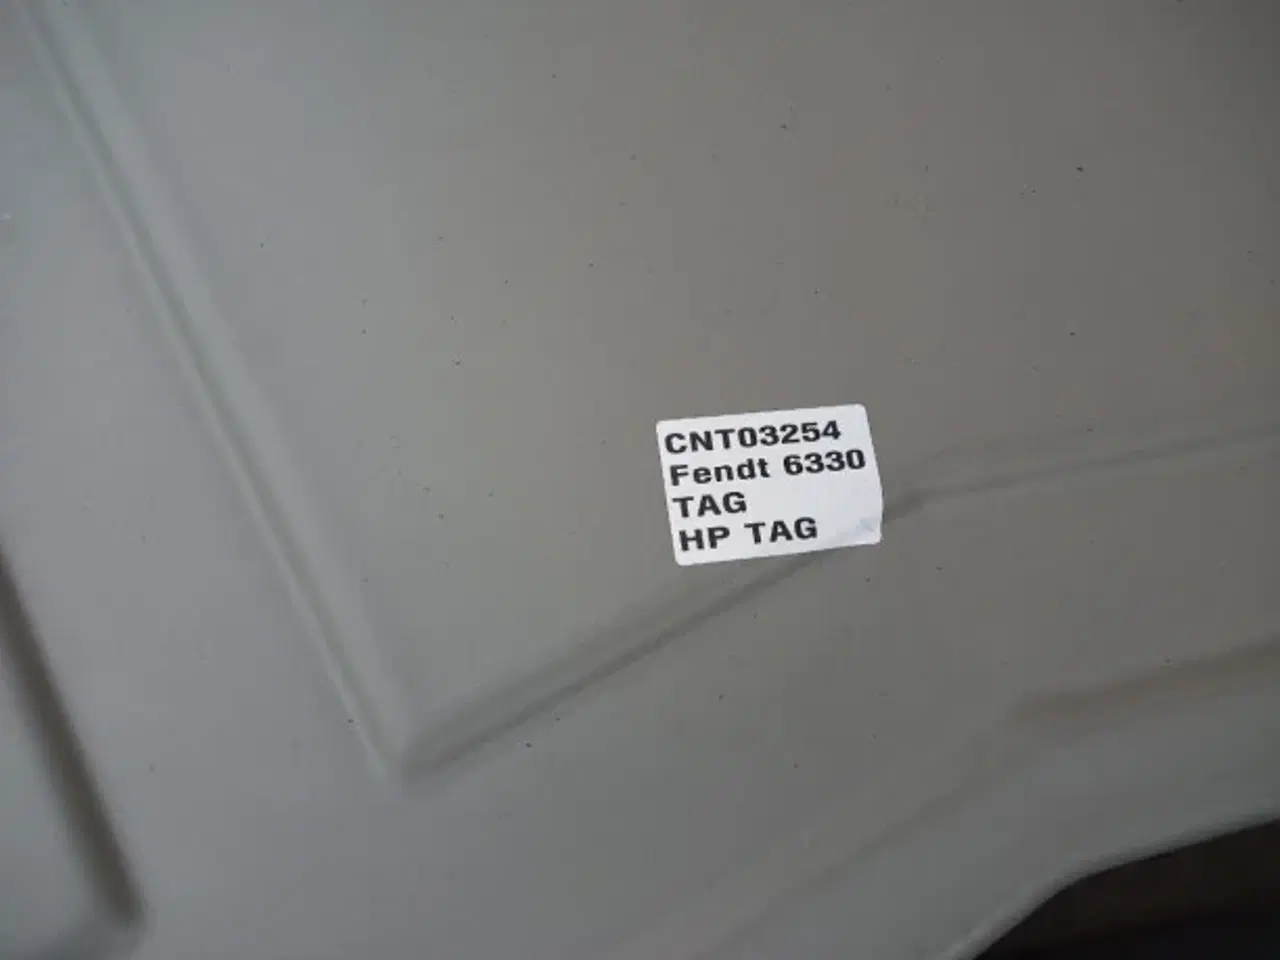 CNT03254
Fendt 6330
TAG
HP TAG